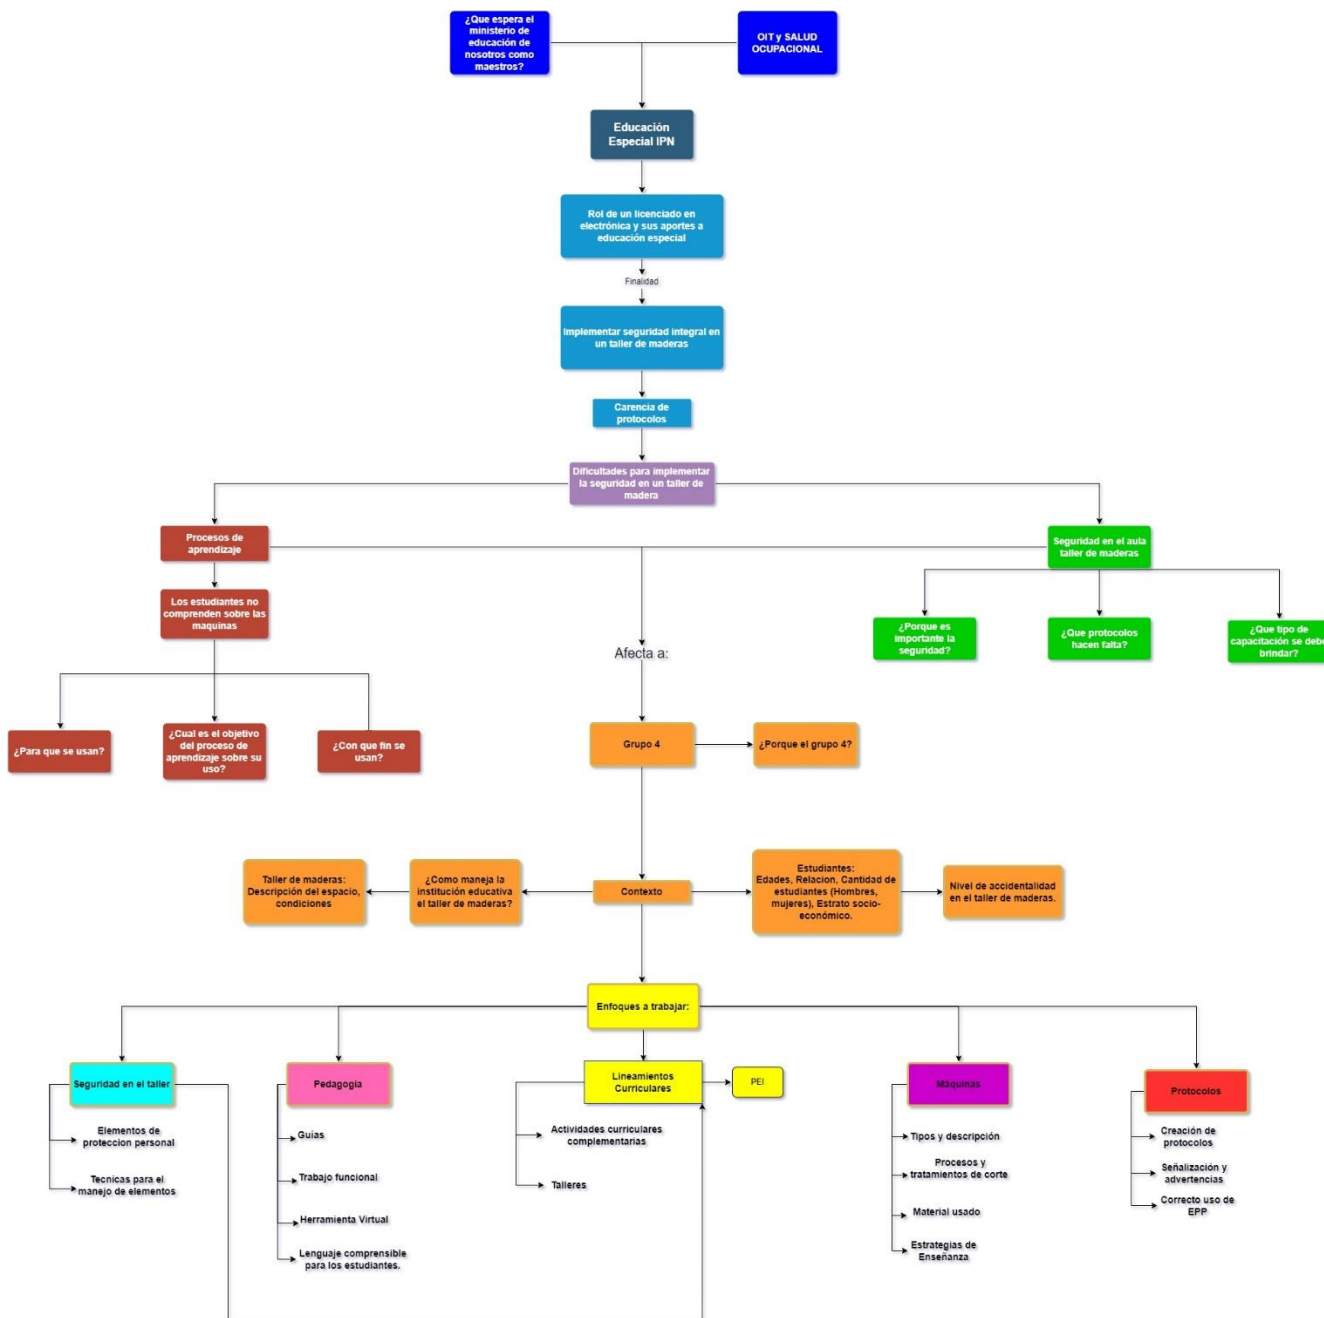 ¿Que espera el
ministerio de
educación de
nosotros como
maestros?
OIT y SALUD
OCUPACIONAL
Educación
Especial IPN
Rol de un licenciado en
electrónica y sus aportes a
educación especial
Finalidad
Implementar seguridad integral en
un taller de maderas
Carencia de
protocolos
Dificultades para implementar
la seguridad en un taller de
madera
Procesos de
aprendizaje
Seguridad en el aula
taller de maderas
Los estudiantes no
comprenden sobre las
maquinas
¿Porque es
importante la
seguridad?
¿Que protocolos
hacen falta?
¿Que tipo de
capacitación se debe
brindar?
Afecta a:
¿Para que se usan?
¿Cual es el objetivo
del proceso de
aprendizaje sobre su
uso?
¿Con que fin se
usan?
Grupo 4
¿Porque el grupo 4?
Taller de maderas:
Descripción del espacio,
condiciones
¿Como maneja la
institución educativa
el taller de maderas?
Contexto
Estudiantes:
Edades, Relacion, Cantidad de
estudiantes (Hombres,
mujeres), Estrato socio-
económico.
Nivel de accidentalidad
en el taller de maderas.
Enfoques a trabajar:
Seguridad en el taller
Pedagogía
Lineamientos
Curriculares
PEI
Máquinas
Protocolos
Elementos de
proteccion personal
Tecnicas para el
manejo de elementos
Guías
Trabajo funcional
Herramienta Virtual
Lenguaje comprensible
para los estudiantes.
Actividades curriculares
complementarias
Talleres
Tipos y descripción
Procesos y
tratamientos de corte
Material usado
Estrategias de
Enseñanza
Creación de
protocolos
Señalización y
advertencias
Correcto uso de
EPP